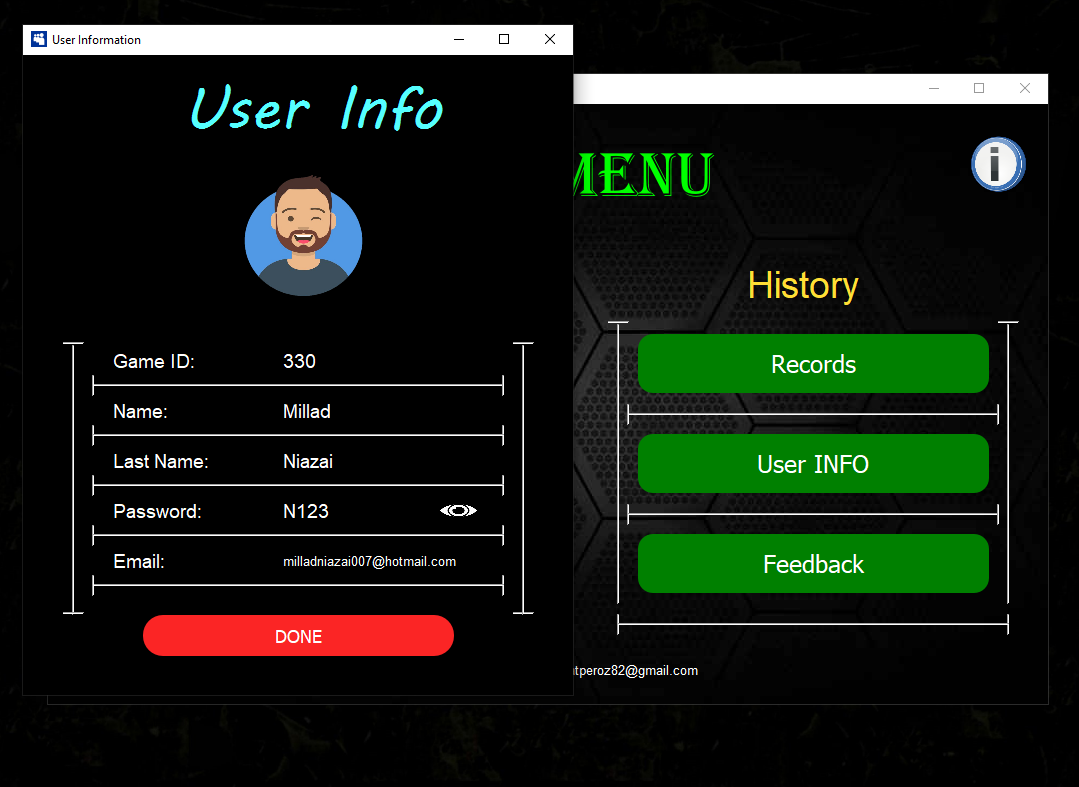 User Information
User Info
Game ID: 330
Name: Millad
Last Name: Niazai
Password: N123
Email: milladniazai007@hotmail.com
DONE
MENU
i
History
Records
User INFO
Feedback
tperoz82@gmail.com